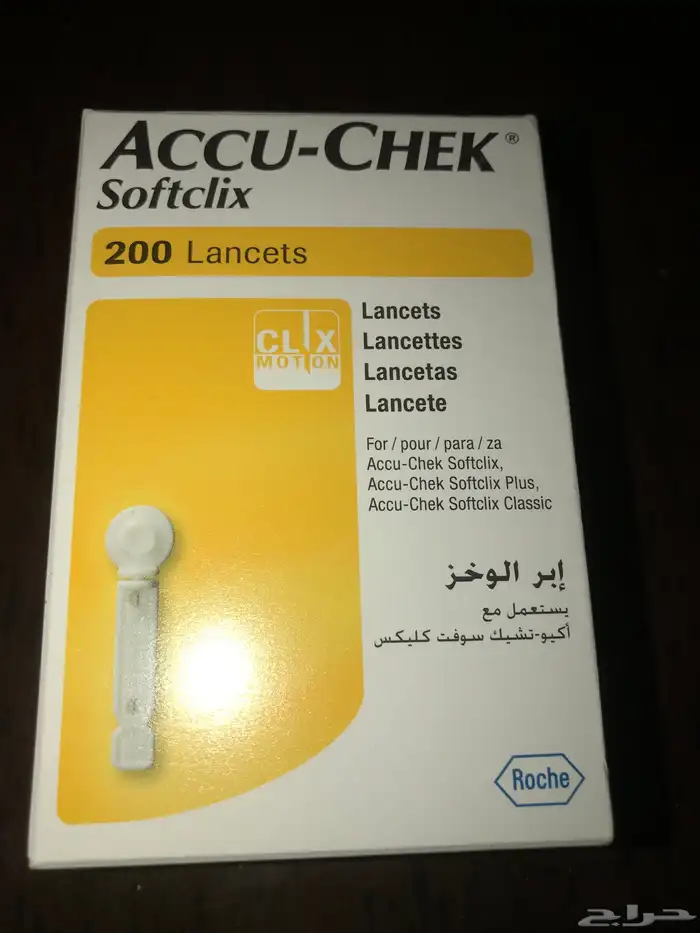 ACCU-CHEK®
Softclix
200 Lancets
CLIX
MOTION
Lancets
Lancettes
Lancetas
Lancete
For / pour / para / za
Accu-Chek Softclix,
Accu-Chek Softclix Plus,
Accu-Chek Softclix Classic
إبر الوخز
يستعمل مع
أكيو-تشيك سوفت كليكس
Roche
حراج